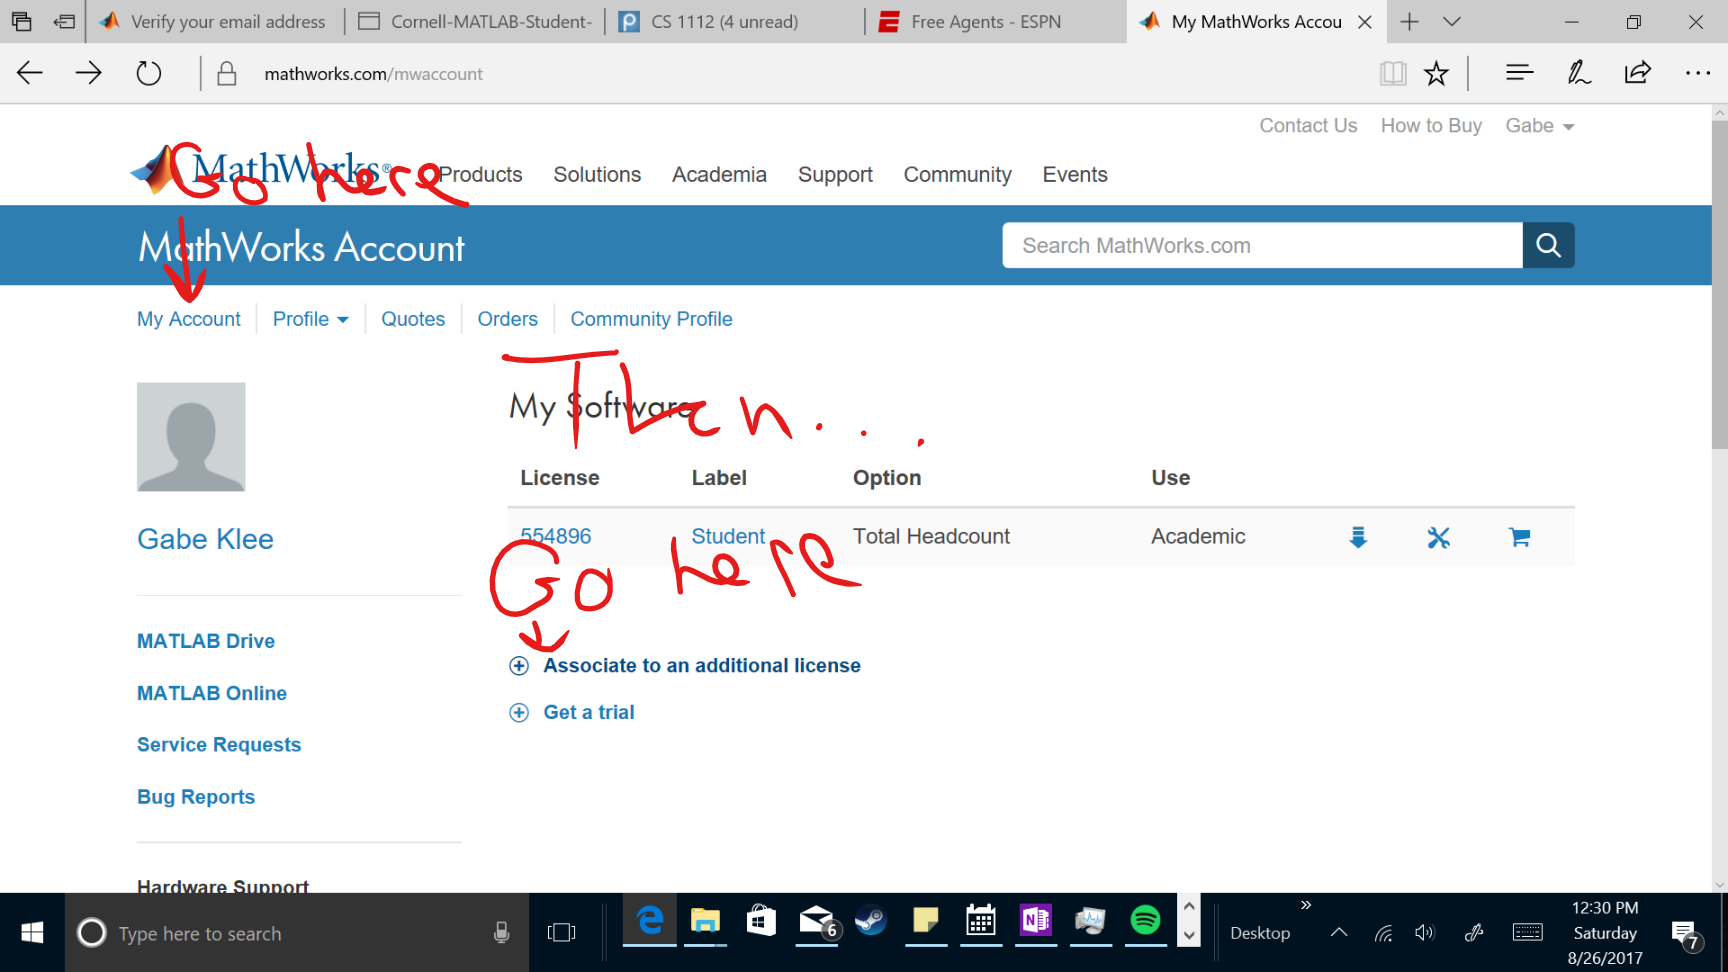 Verify your email address
Cornell-MATLAB-Student-
CS 1112 (4 unread)
Free Agents - ESPN
My MathWorks Accou
mathworks.com/mwaccount
Contact Us How to Buy Gabe
MathWorks®
Go here
Products Solutions Academia Support Community Events
MathWorks Account
Search MathWorks.com
My Account Profile Quotes Orders Community Profile
My Software
Then...
License Label Option Use
554896 Student Total Headcount Academic
Gabe Klee
Go here
MATLAB Drive
Associate to an additional license
MATLAB Online
Get a trial
Service Requests
Bug Reports
Hardware Support
Type here to search
6
Desktop
12:30 PM
Saturday
8/26/2017
7